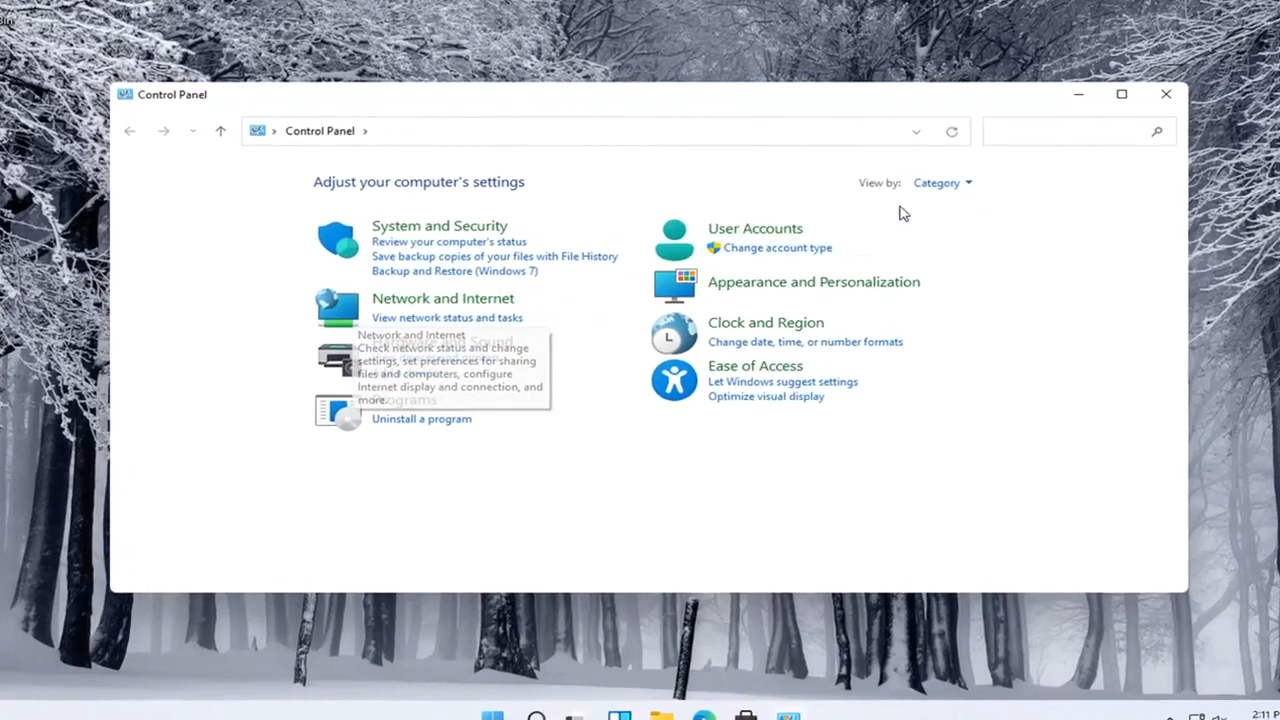 Control Panel
Control Panel
Adjust your computer's settings
View by: Category
System and Security
Review your computer's status
Save backup copies of your files with File History
Backup and Restore (Windows 7)
Network and Internet
View network status and tasks
Network and Internet
Check network status and change
settings, set preferences for sharing
files and computers, configure
Internet display and connection, and
more.
Programs
Uninstall a program
User Accounts
Change account type
Appearance and Personalization
Clock and Region
Change date, time, or number formats
Ease of Access
Let Windows suggest settings
Optimize visual display
2:11 P